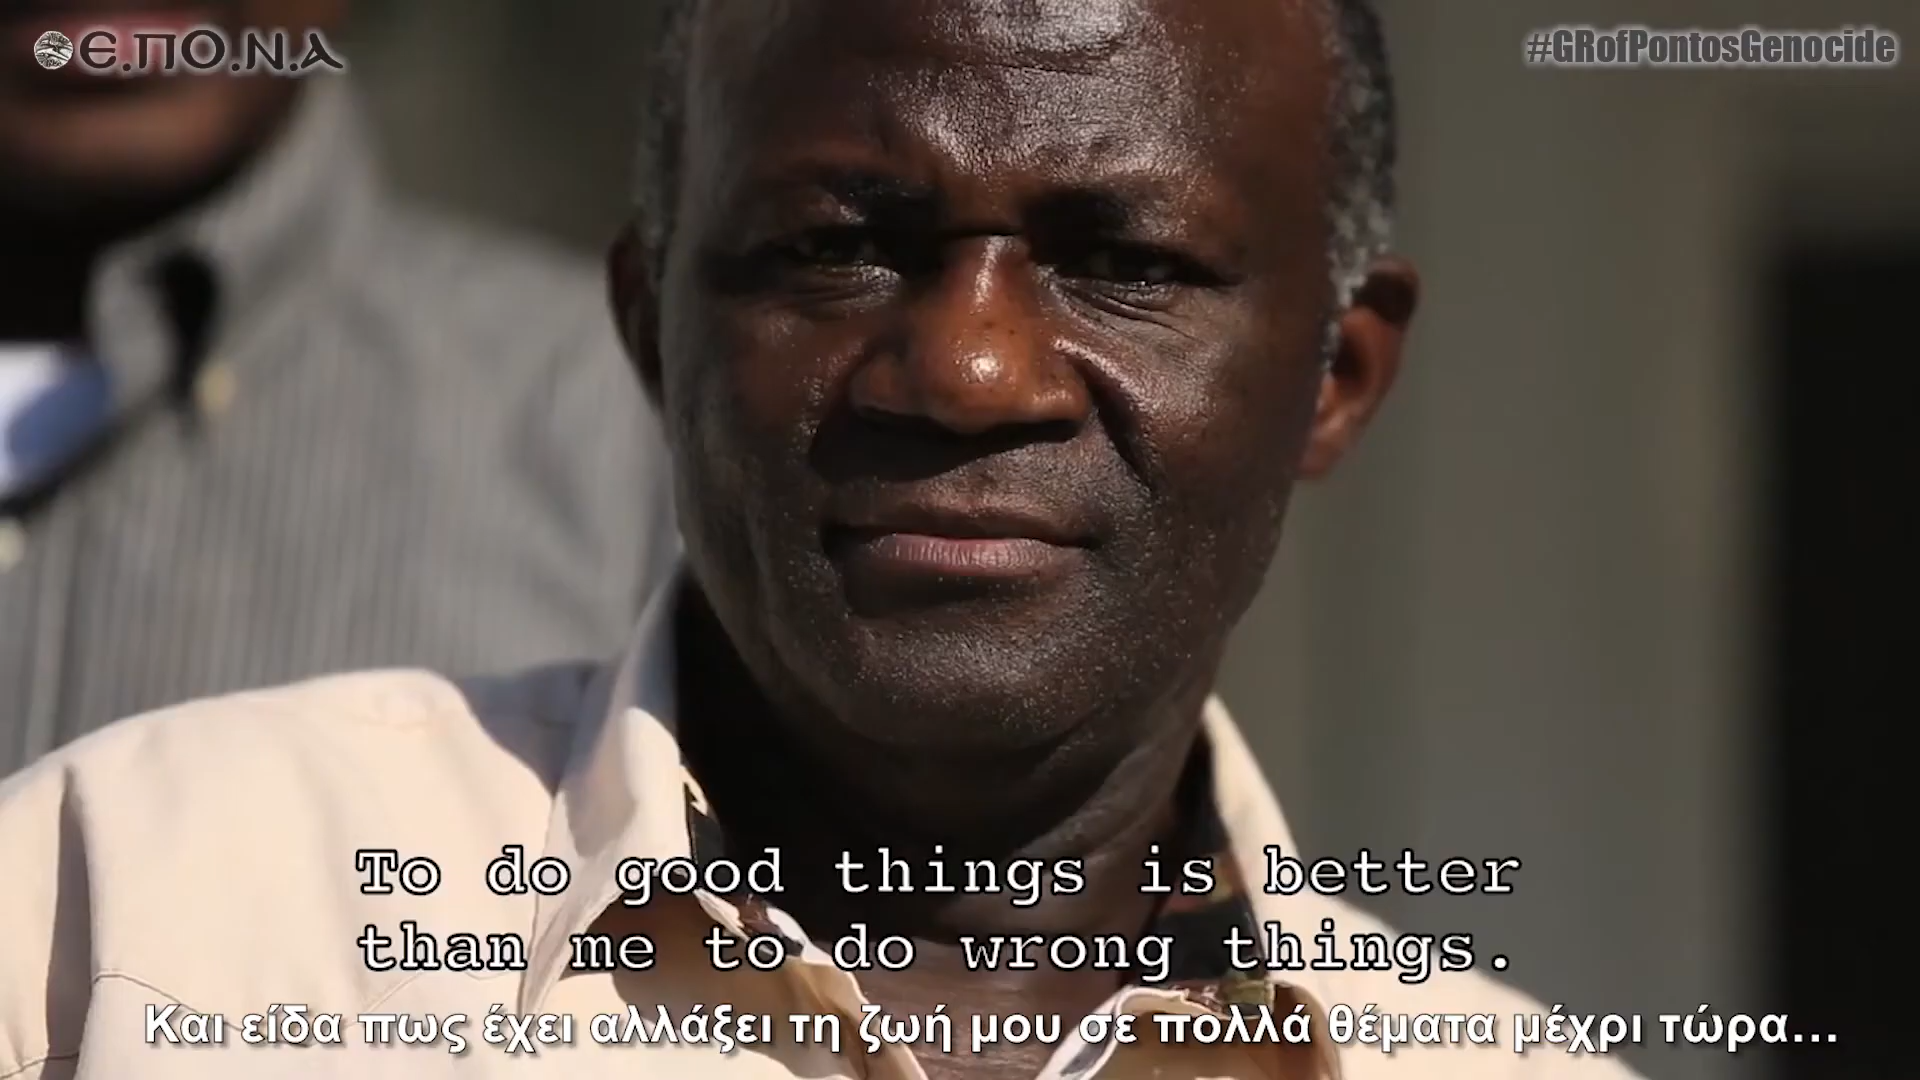 Ε.ΠΟ.Ν.Α
#GRofPontosGenocide
To do good things is better
than me to do wrong things.
Και είδα πως έχει αλλάξει τη ζωή μου σε πολλά θέματα μέχρι τώρα...